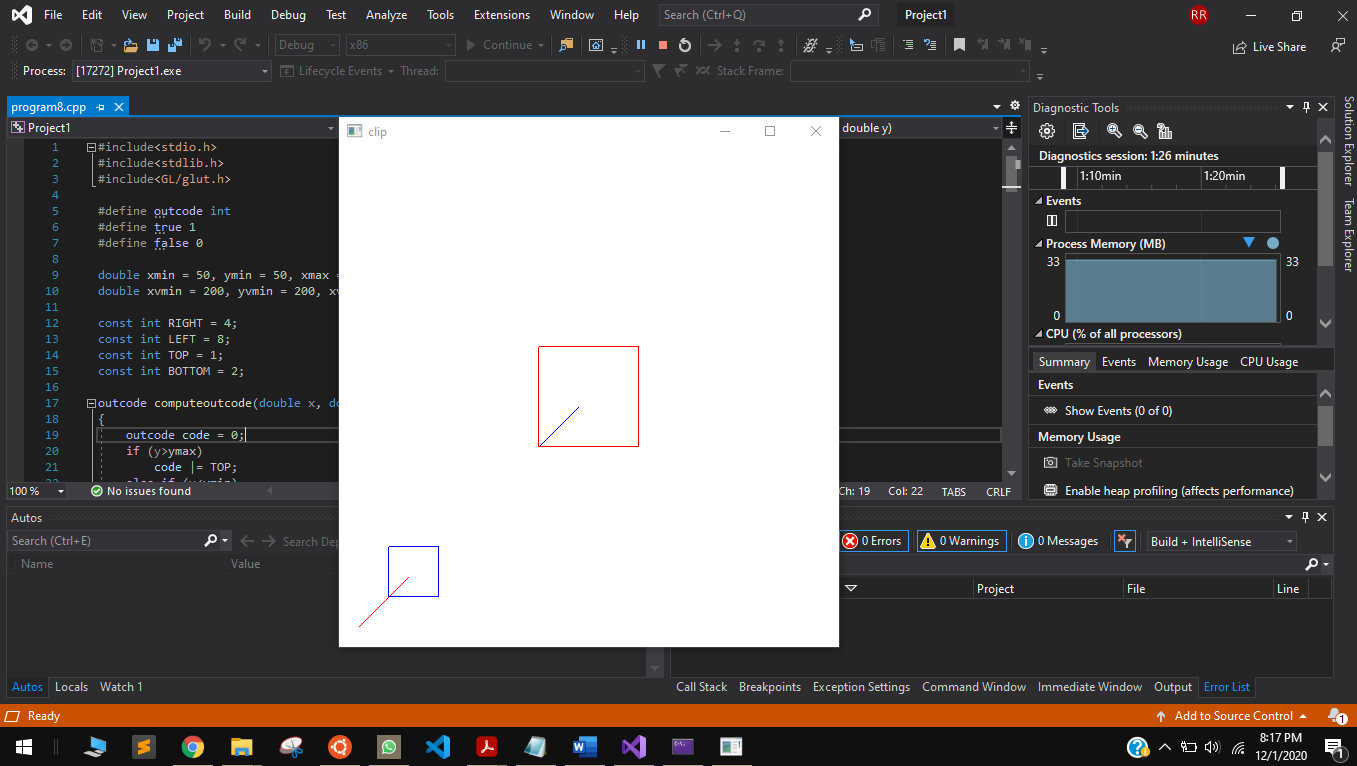 File Edit View Project Build Debug Test Analyze Tools Extensions Window Help Search (Ctrl+Q) Project1 RR
Debug x86 Continue Live Share
Process: [17272] Project1.exe Lifecycle Events Thread: Stack Frame:
program8.cpp
Project1 double y)
1 #include<stdio.h>
2 #include<stdlib.h>
3 #include<GL/glut.h>
4
5 #define outcode int
6 #define true 1
7 #define false 0
8
9 double xmin = 50, ymin = 50, xmax =
10 double xvmin = 200, yvmin = 200,
11
12 const int RIGHT = 4;
13 const int LEFT = 8;
14 const int TOP = 1;
15 const int BOTTOM = 2;
16
17 outcode computeoutcode(double x,
18 {
19 outcode code = 0;
20 if (y>ymax)
21 code |= TOP;
100 % No issues found Ch: 19 Col: 22 TABS CRLF
clip
Diagnostic Tools
Diagnostics session: 1:26 minutes
1:10min 1:20min
Events
Process Memory (MB)
33 33
0 0
CPU (% of all processors)
Summary Events Memory Usage CPU Usage
Events
Show Events (0 of 0)
Memory Usage
Take Snapshot
Enable heap profiling (affects performance)
Solution Explorer
Team Explorer
Autos
Search (Ctrl+E) Search
Name Value
0 Errors 0 Warnings 0 Messages Build + IntelliSense
Project File Line
Autos Locals Watch 1
Call Stack Breakpoints Exception Settings Command Window Immediate Window Output Error List
Ready Add to Source Control 1
8:17 PM
12/1/2020
1